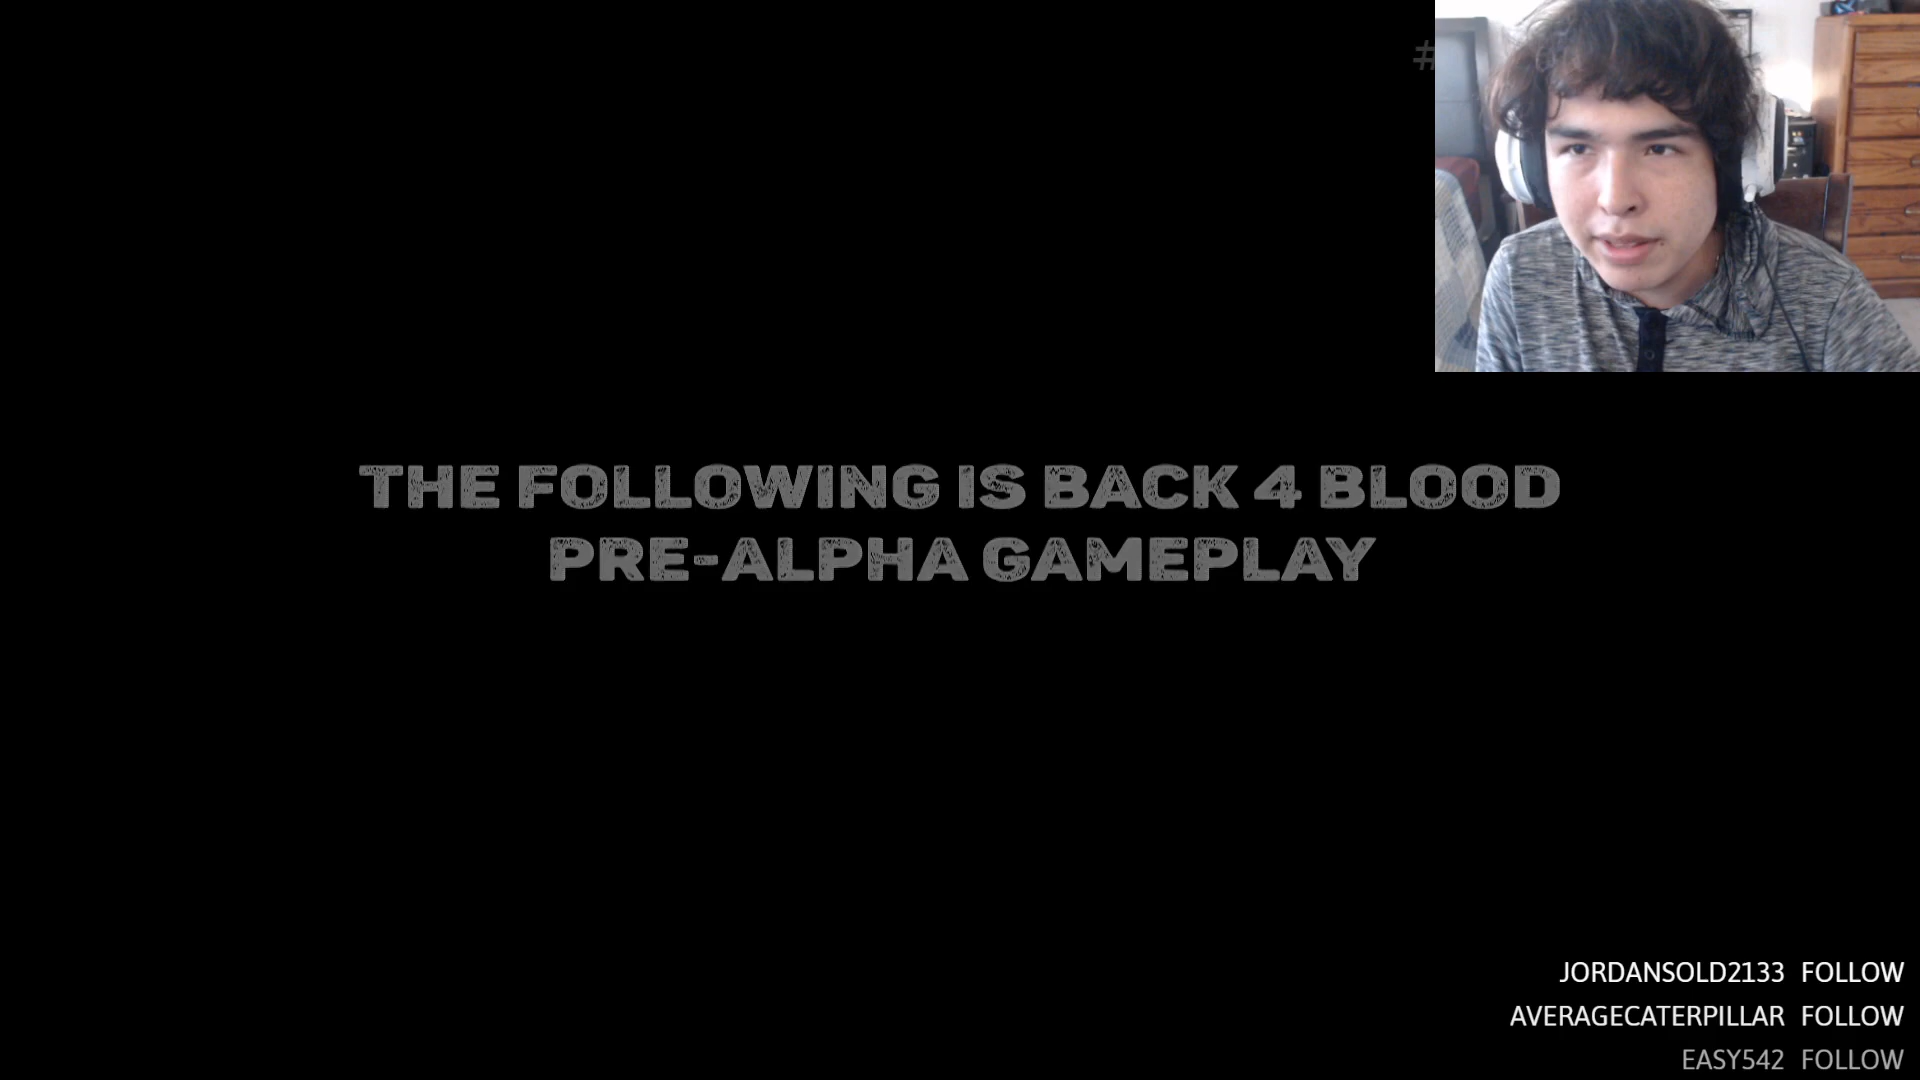 #
THE FOLLOWING IS BACK 4 BLOOD
PRE-ALPHA GAMEPLAY
JORDANSOLD2133 FOLLOW
AVERAGECATERPILLAR FOLLOW
EASY542 FOLLOW